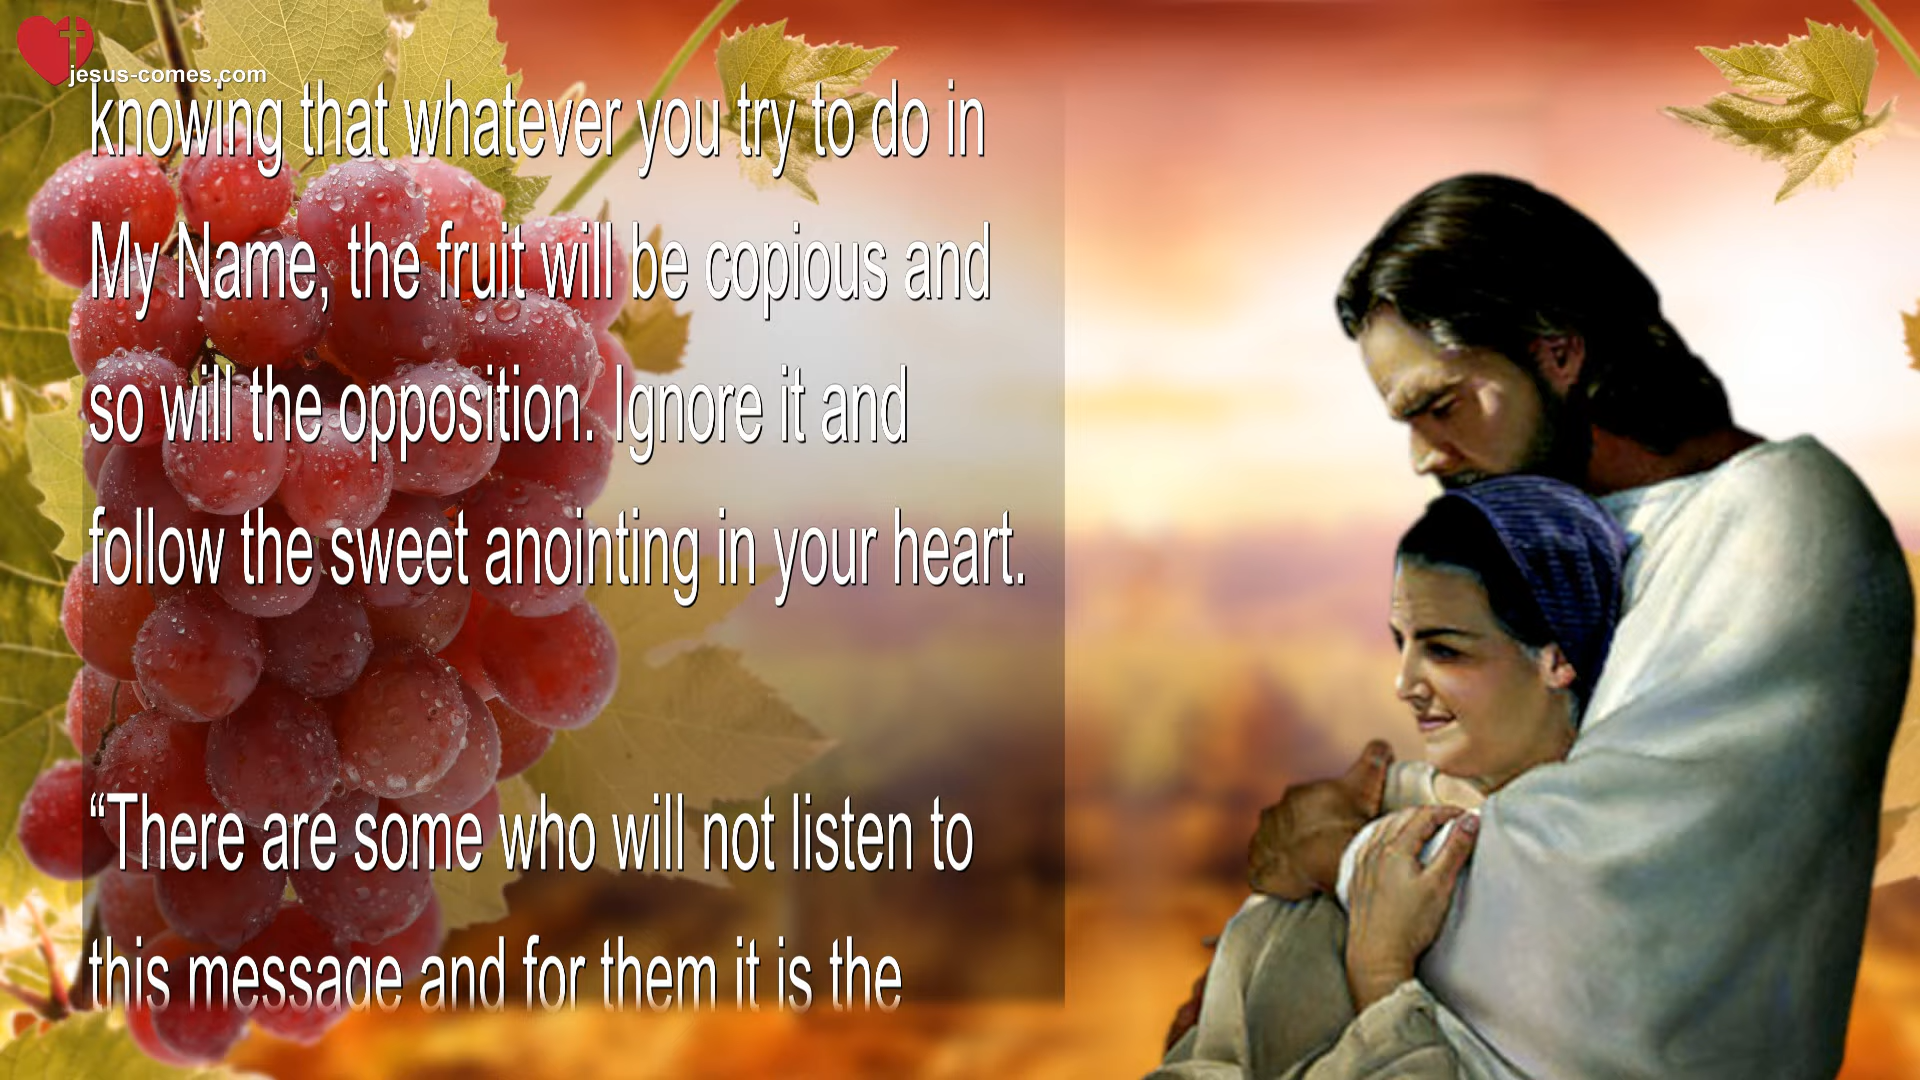 jesus-comes.com
knowing that whatever you try to do in
My Name, the fruit will be copious and
so will the opposition. Ignore it and
follow the sweet anointing in your heart.
“There are some who will not listen to
this message and for them it is the